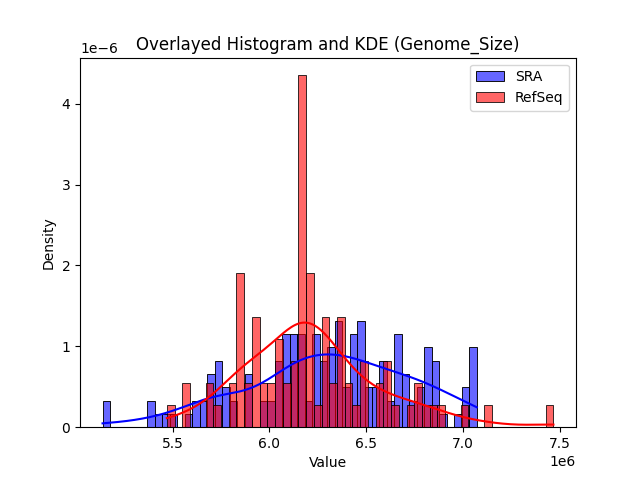 Overlayed Histogram and KDE (Genome_Size)
1e−6
SRA
RefSeq
4
3
2
1
0
Density
5.5
6.0
6.5
7.0
7.5
1e6
Value